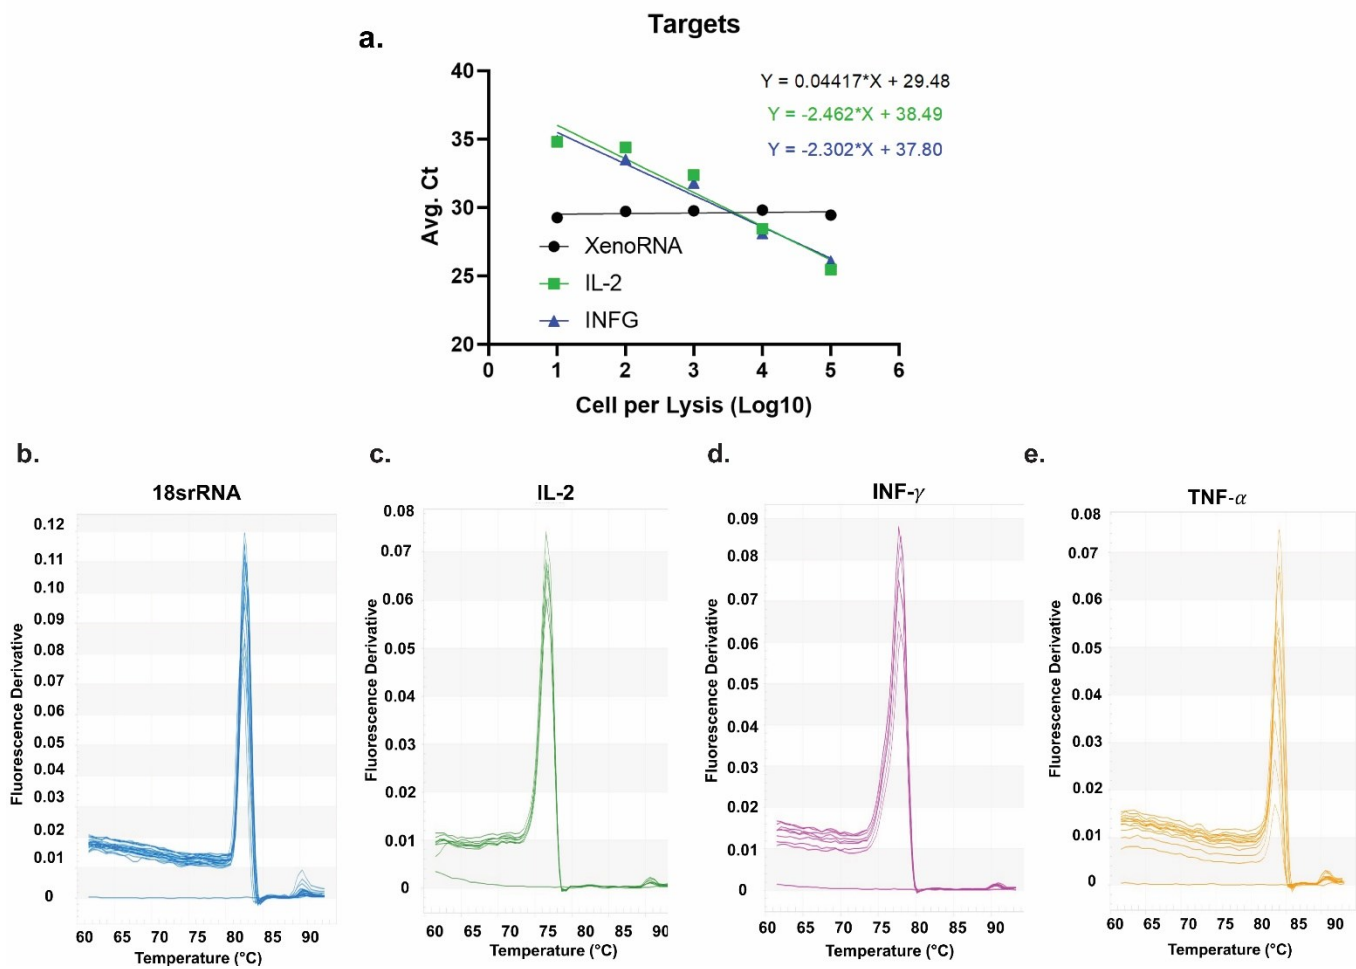 Targets
a.
40
35
30
25
20
Avg. Ct
Y = 0.04417*X + 29.48
Y = -2.462*X + 38.49
Y = -2.302*X + 37.80
XenoRNA
IL-2
INFG
0 1 2 3 4 5 6
Cell per Lysis (Log10)
b.
18srRNA
0.12
0.11
0.10
0.09
0.08
0.07
0.06
0.05
0.04
0.03
0.02
0.01
0
Fluorescence Derivative
60 65 70 75 80 85 90
Temperature (°C)
c.
IL-2
0.08
0.07
0.06
0.05
0.04
0.03
0.02
0.01
0
Fluorescence Derivative
60 65 70 75 80 85 90
Temperature (°C)
d.
INF-γ
0.09
0.08
0.07
0.06
0.05
0.04
0.03
0.02
0.01
0
Fluorescence Derivative
60 65 70 75 80 85 90
Temperature (°C)
e.
TNF-α
0.08
0.07
0.06
0.05
0.04
0.03
0.02
0.01
0
Fluorescence Derivative
60 65 70 75 80 85 90
Temperature (°C)